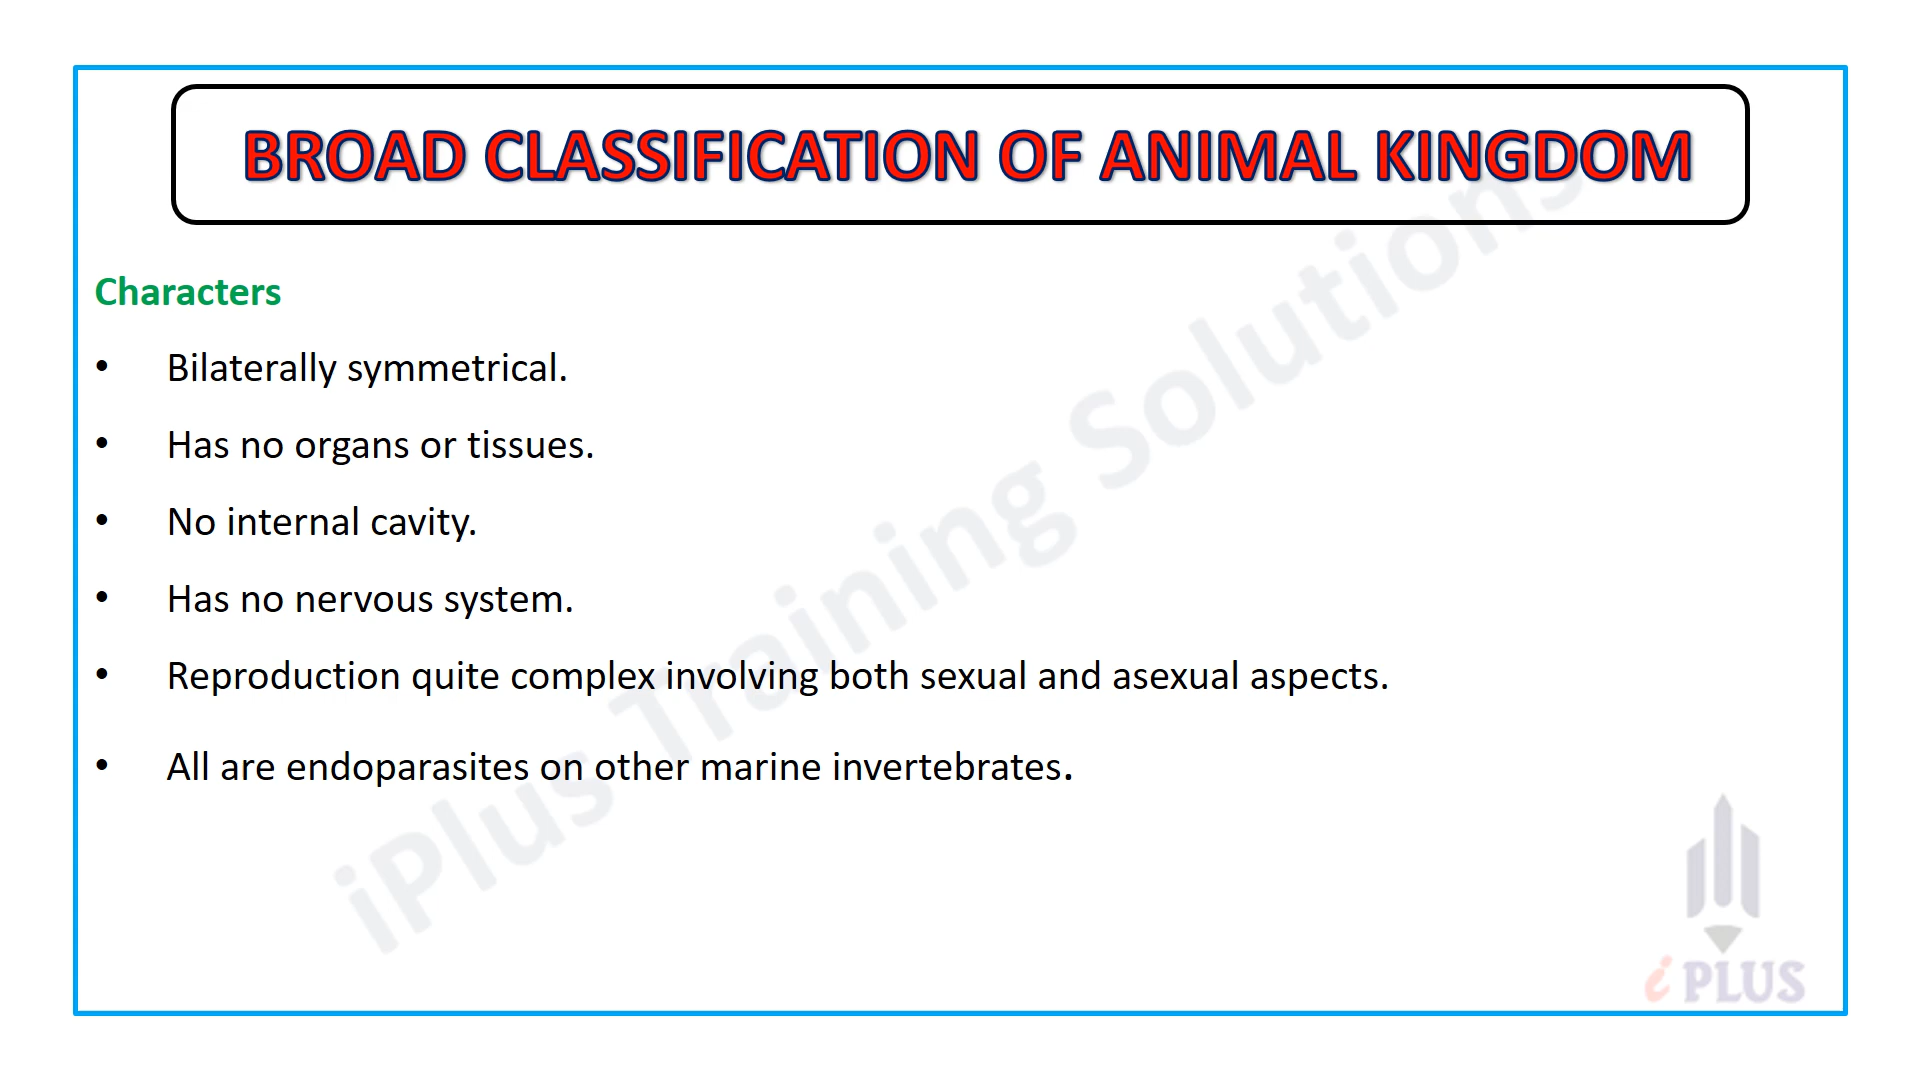 BROAD CLASSIFICATION OF ANIMAL KINGDOM
Characters
• Bilaterally symmetrical.
• Has no organs or tissues.
• No internal cavity.
• Has no nervous system.
• Reproduction quite complex involving both sexual and asexual aspects.
• All are endoparasites on other marine invertebrates.
iPlus Training Solutions
i PLUS